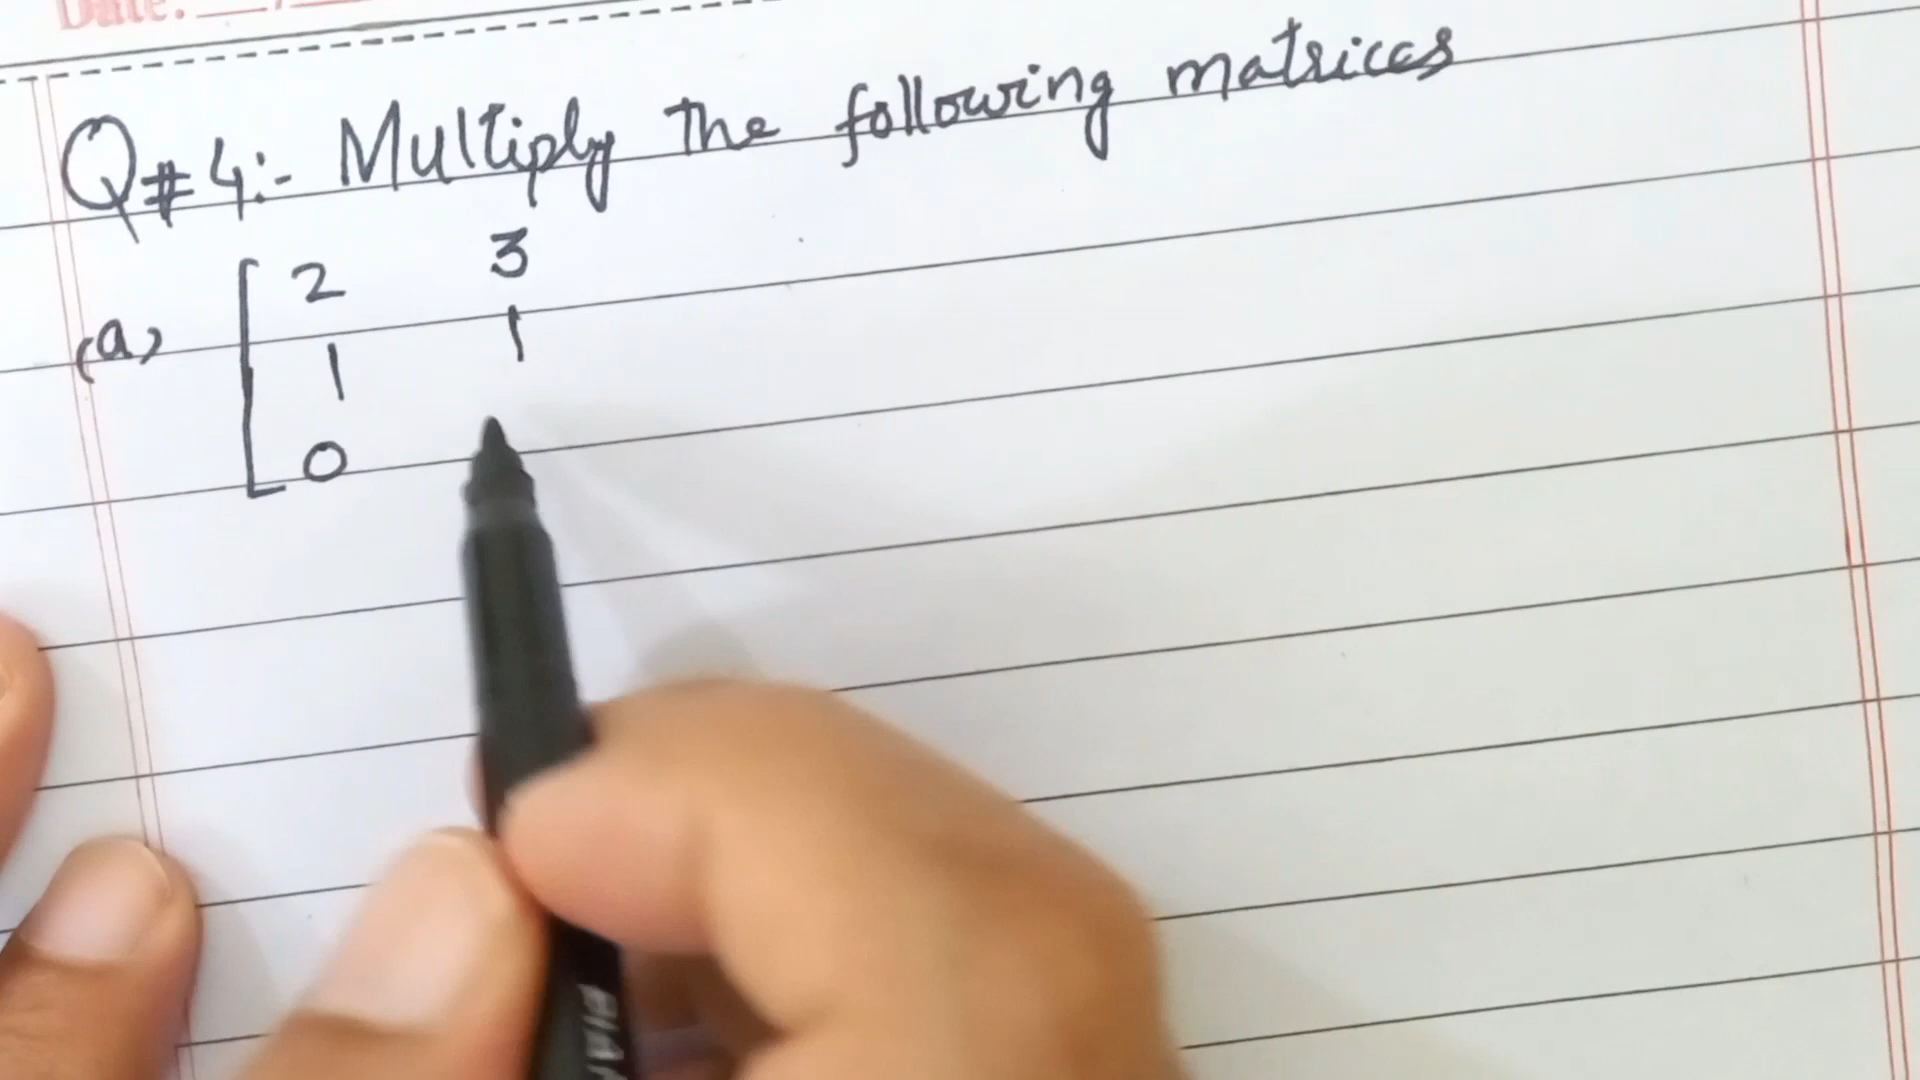 Date:
Q#4:- Multiply the following matrices
(a) [ 2 3
1 1
0